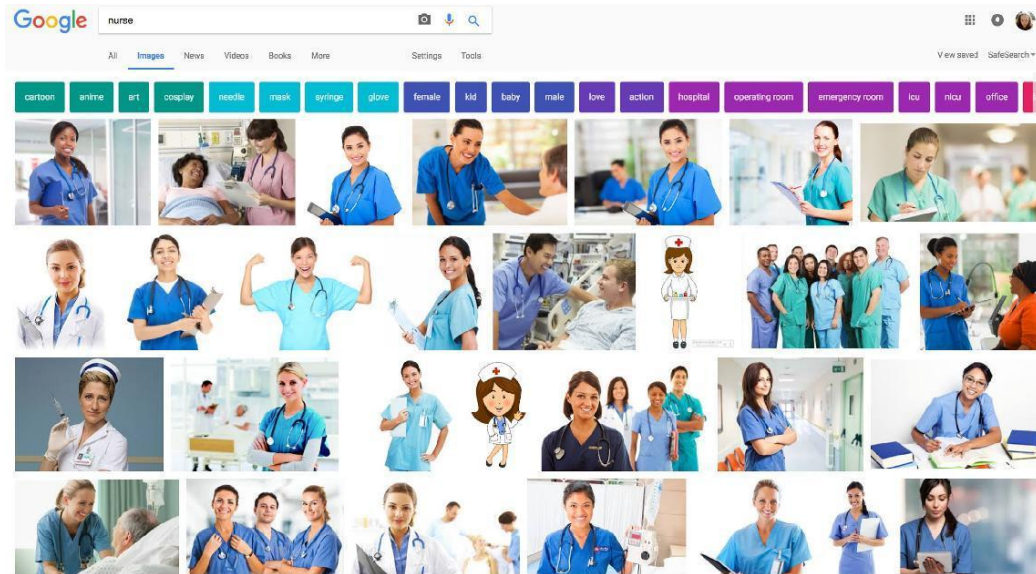 Google nurse
All Images News Videos Books More Settings Tools View saved SafeSearch
cartoon anime art cosplay needle mask syringe glove female kid baby male love action hospital operating room emergency room icu nicu office